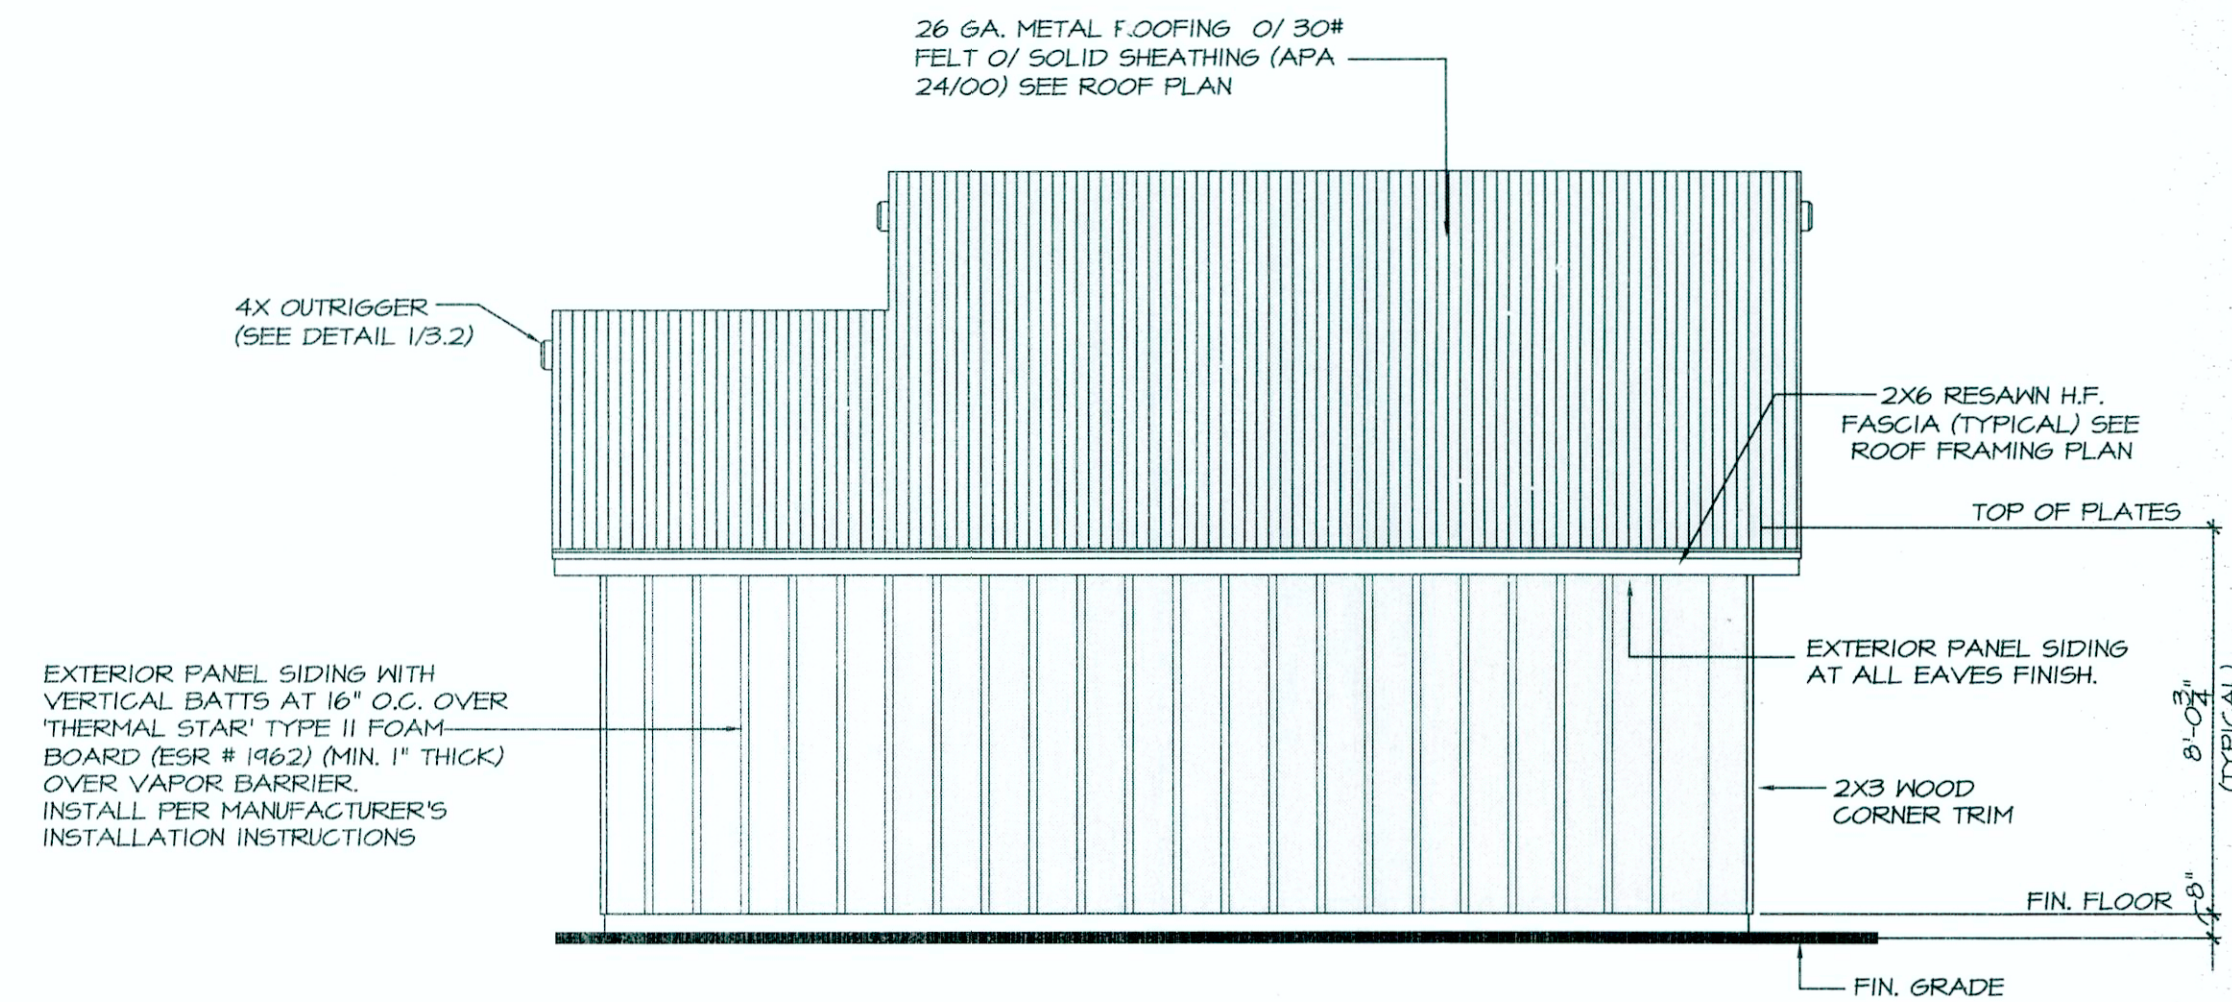 26 GA. METAL ROOFING O/ 30#
FELT O/ SOLID SHEATHING (APA
24/00) SEE ROOF PLAN
4X OUTRIGGER
(SEE DETAIL 1/3.2)
2X6 RESAWN H.F.
FASCIA (TYPICAL) SEE
ROOF FRAMING PLAN
TOP OF PLATES
EXTERIOR PANEL SIDING
AT ALL EAVES FINISH.
EXTERIOR PANEL SIDING WITH
VERTICAL BATTS AT 16" O.C. OVER
'THERMAL STAR' TYPE II FOAM
BOARD (ESR # 1962) (MIN. 1" THICK)
OVER VAPOR BARRIER.
INSTALL PER MANUFACTURER'S
INSTALLATION INSTRUCTIONS
8'-0 3/4"
(TYPICAL)
2X3 WOOD
CORNER TRIM
FIN. FLOOR
8"
FIN. GRADE